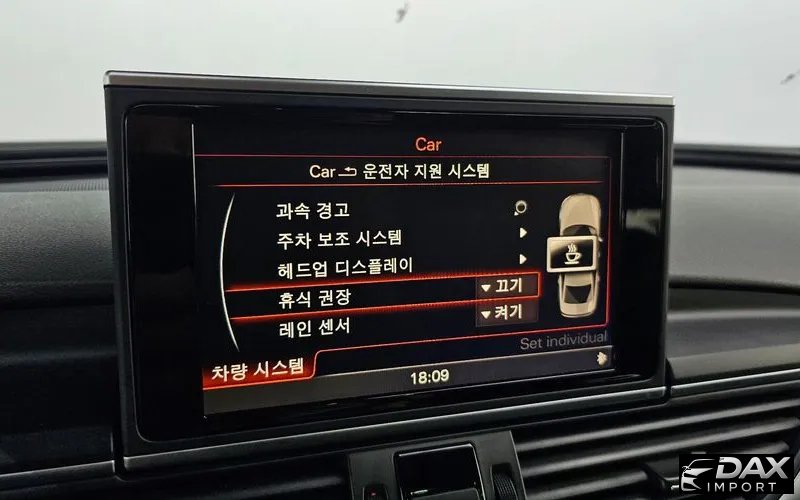 Car
Car 운전자 지원 시스템
과속 경고
주차 보조 시스템
헤드업 디스플레이
휴식 권장 끄기
레인 센서 켜기
Set individual
차량 시스템
18:09
DAX
IMPORT